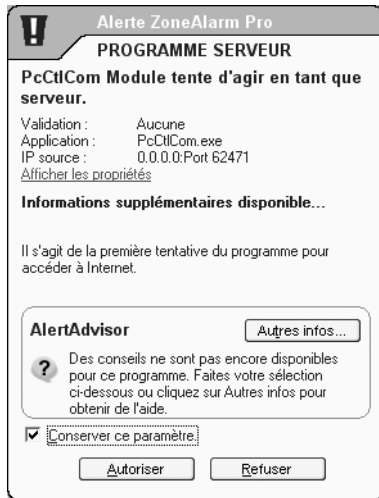 Alerte ZoneAlarm Pro
PROGRAMME SERVEUR
PcCtlCom Module tente d'agir en tant que
serveur.
Validation : Aucune
Application : PcCtlCom.exe
IP source : 0.0.0.0:Port 62471
Afficher les propriétés
Informations supplémentaires disponible...
Il s'agit de la première tentative du programme pour
accéder à Internet.
AlertAdvisor
Autres infos...
Des conseils ne sont pas encore disponibles
pour ce programme. Faites votre sélection
ci-dessous ou cliquez sur Autres infos pour
obtenir de l'aide.
Conserver ce paramètre.
Autoriser Refuser